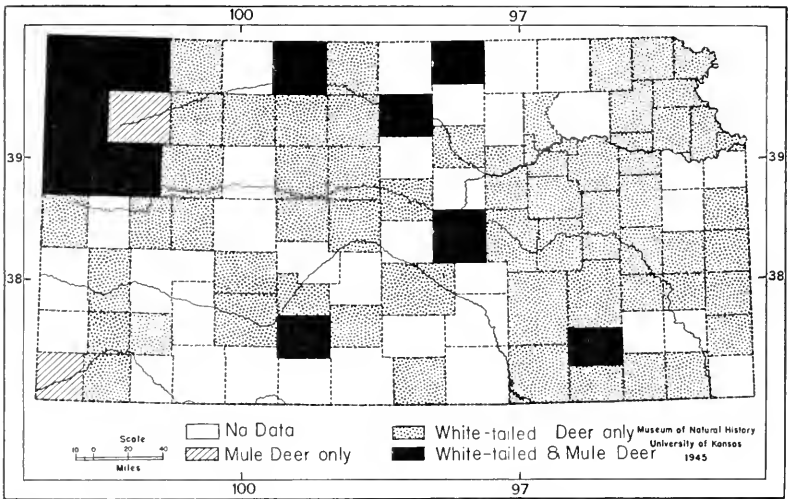 100 97
39 39
38 38
No Data White-tailed Deer only
Mule Deer only White-tailed & Mule Deer
Scale
10 0 20 40
Miles
Museum of Natural History
University of Kansas
1945
100 97